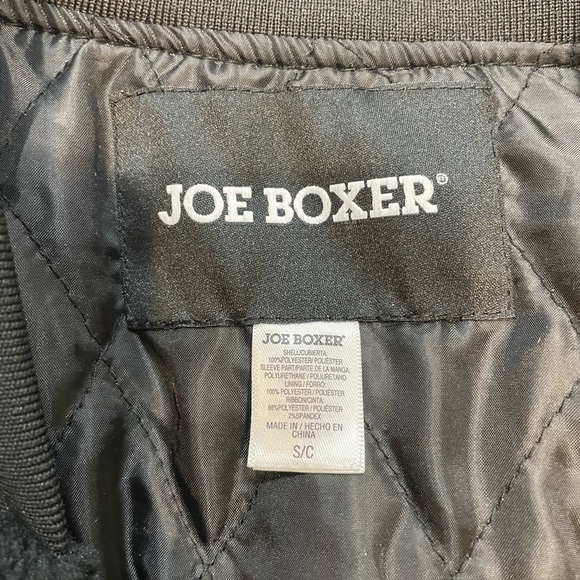 JOE BOXER®
JOE BOXER®
SHELL/CUBIERTA:
100%POLYESTER/ POLIÉSTER
SLEEVE PART/PARTE DE LA MANGA:
POLYURETHANE / POLIURETANO
LINING / FORRO:
100% POLYESTER / POLIÉSTER
RIBBON/CINTA:
98%POLYESTER / POLIÉSTER
2%SPANDEX
MADE IN / HECHO EN
CHINA
S/C